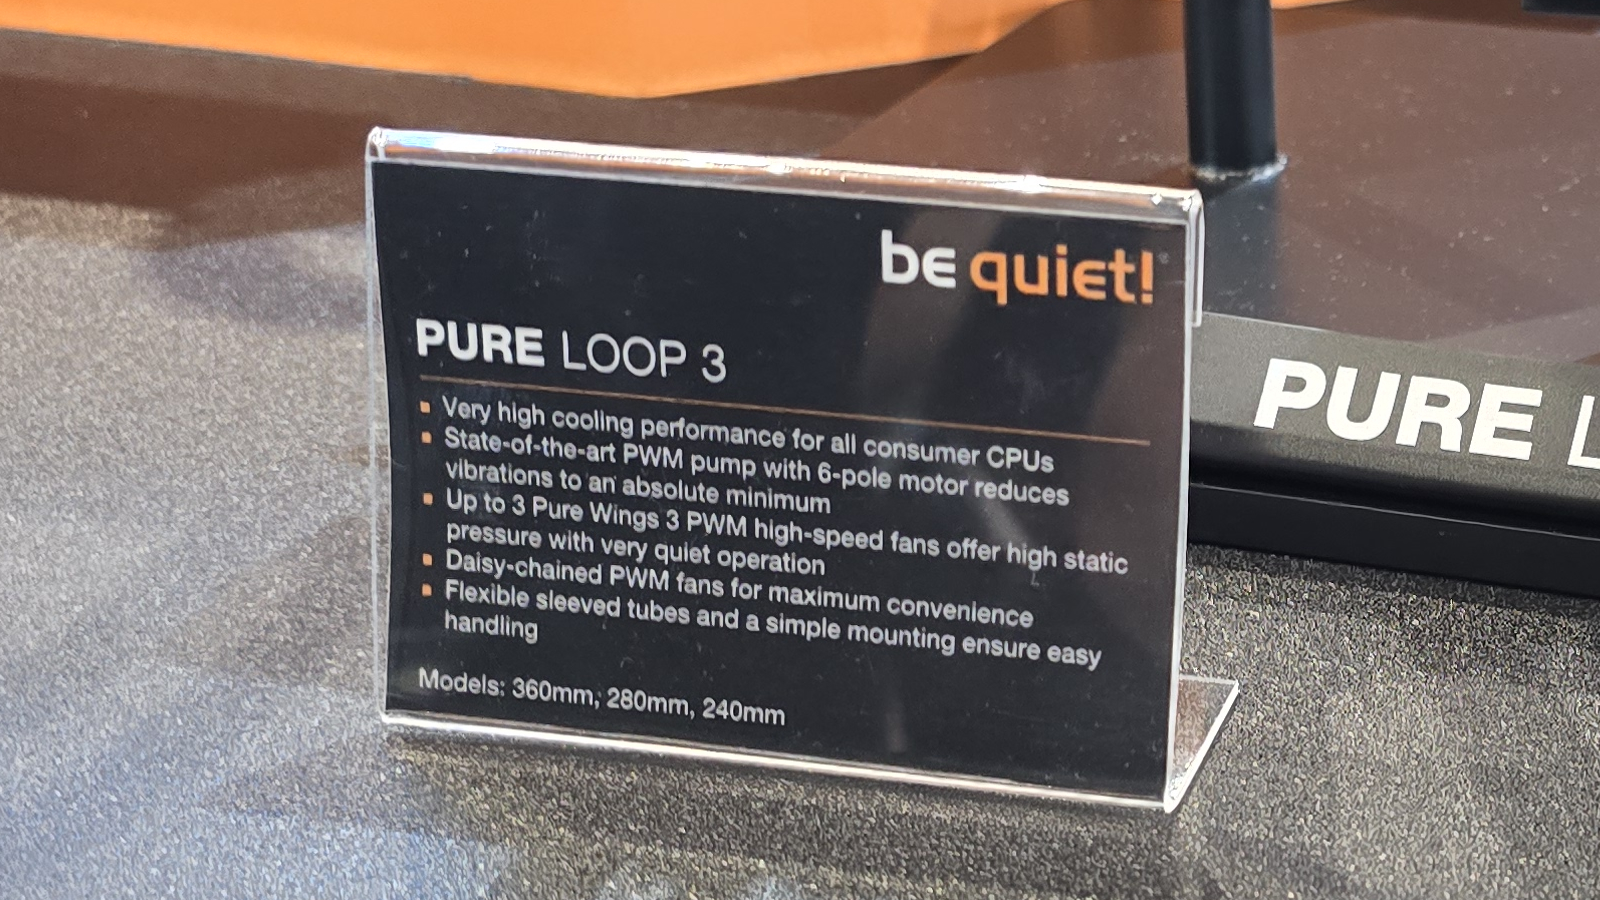 be quiet!
PURE LOOP 3
▪ Very high cooling performance for all consumer CPUs
▪ State-of-the-art PWM pump with 6-pole motor reduces
vibrations to an absolute minimum
▪ Up to 3 Pure Wings 3 PWM high-speed fans offer high static
pressure with very quiet operation
▪ Daisy-chained PWM fans for maximum convenience
▪ Flexible sleeved tubes and a simple mounting ensure easy
handling
Models: 360mm, 280mm, 240mm
PURE L